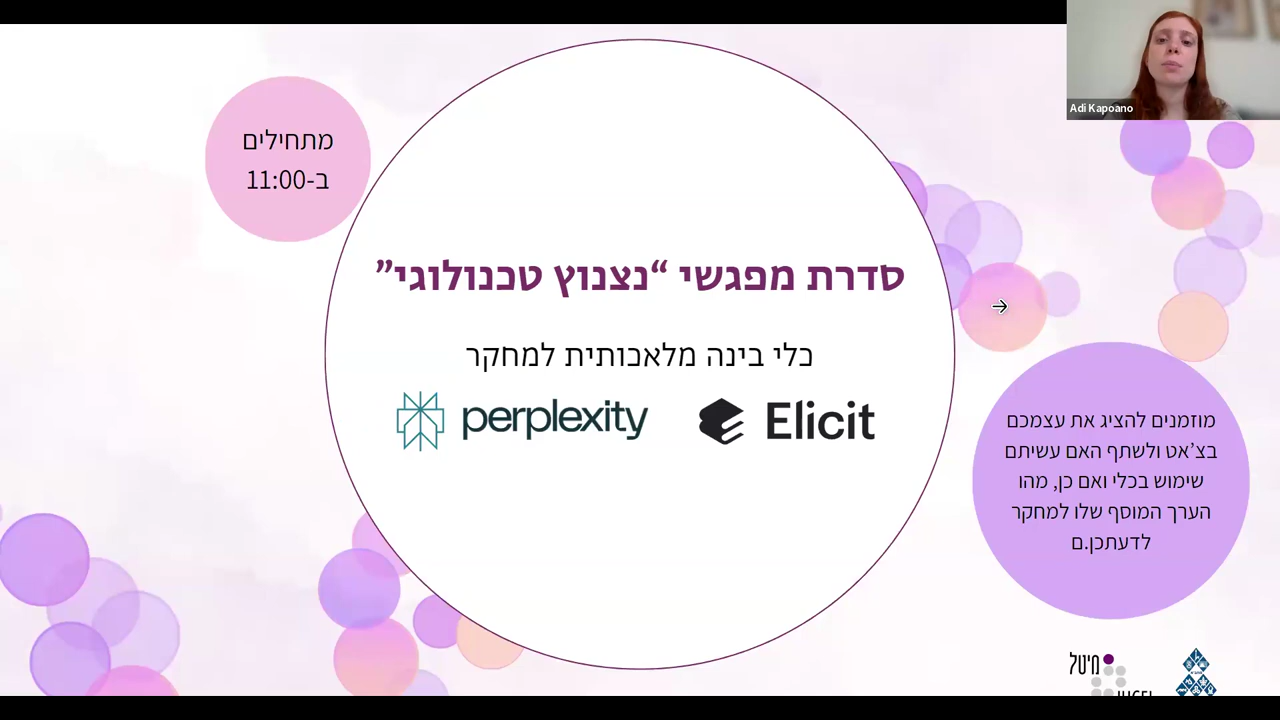 Adi Kapoano
מתחילים
ב-11:00
סדרת מפגשי “נצנוץ טכנולוגי”
כלי בינה מלאכותית למחקר
perplexity
Elicit
מוזמנים להציג את עצמכם
בצ’אט ולשתף האם עשיתם
שימוש בכלי ואם כן, מהו
הערך המוסף שלו למחקר
לדעתכן.ם
מיטל